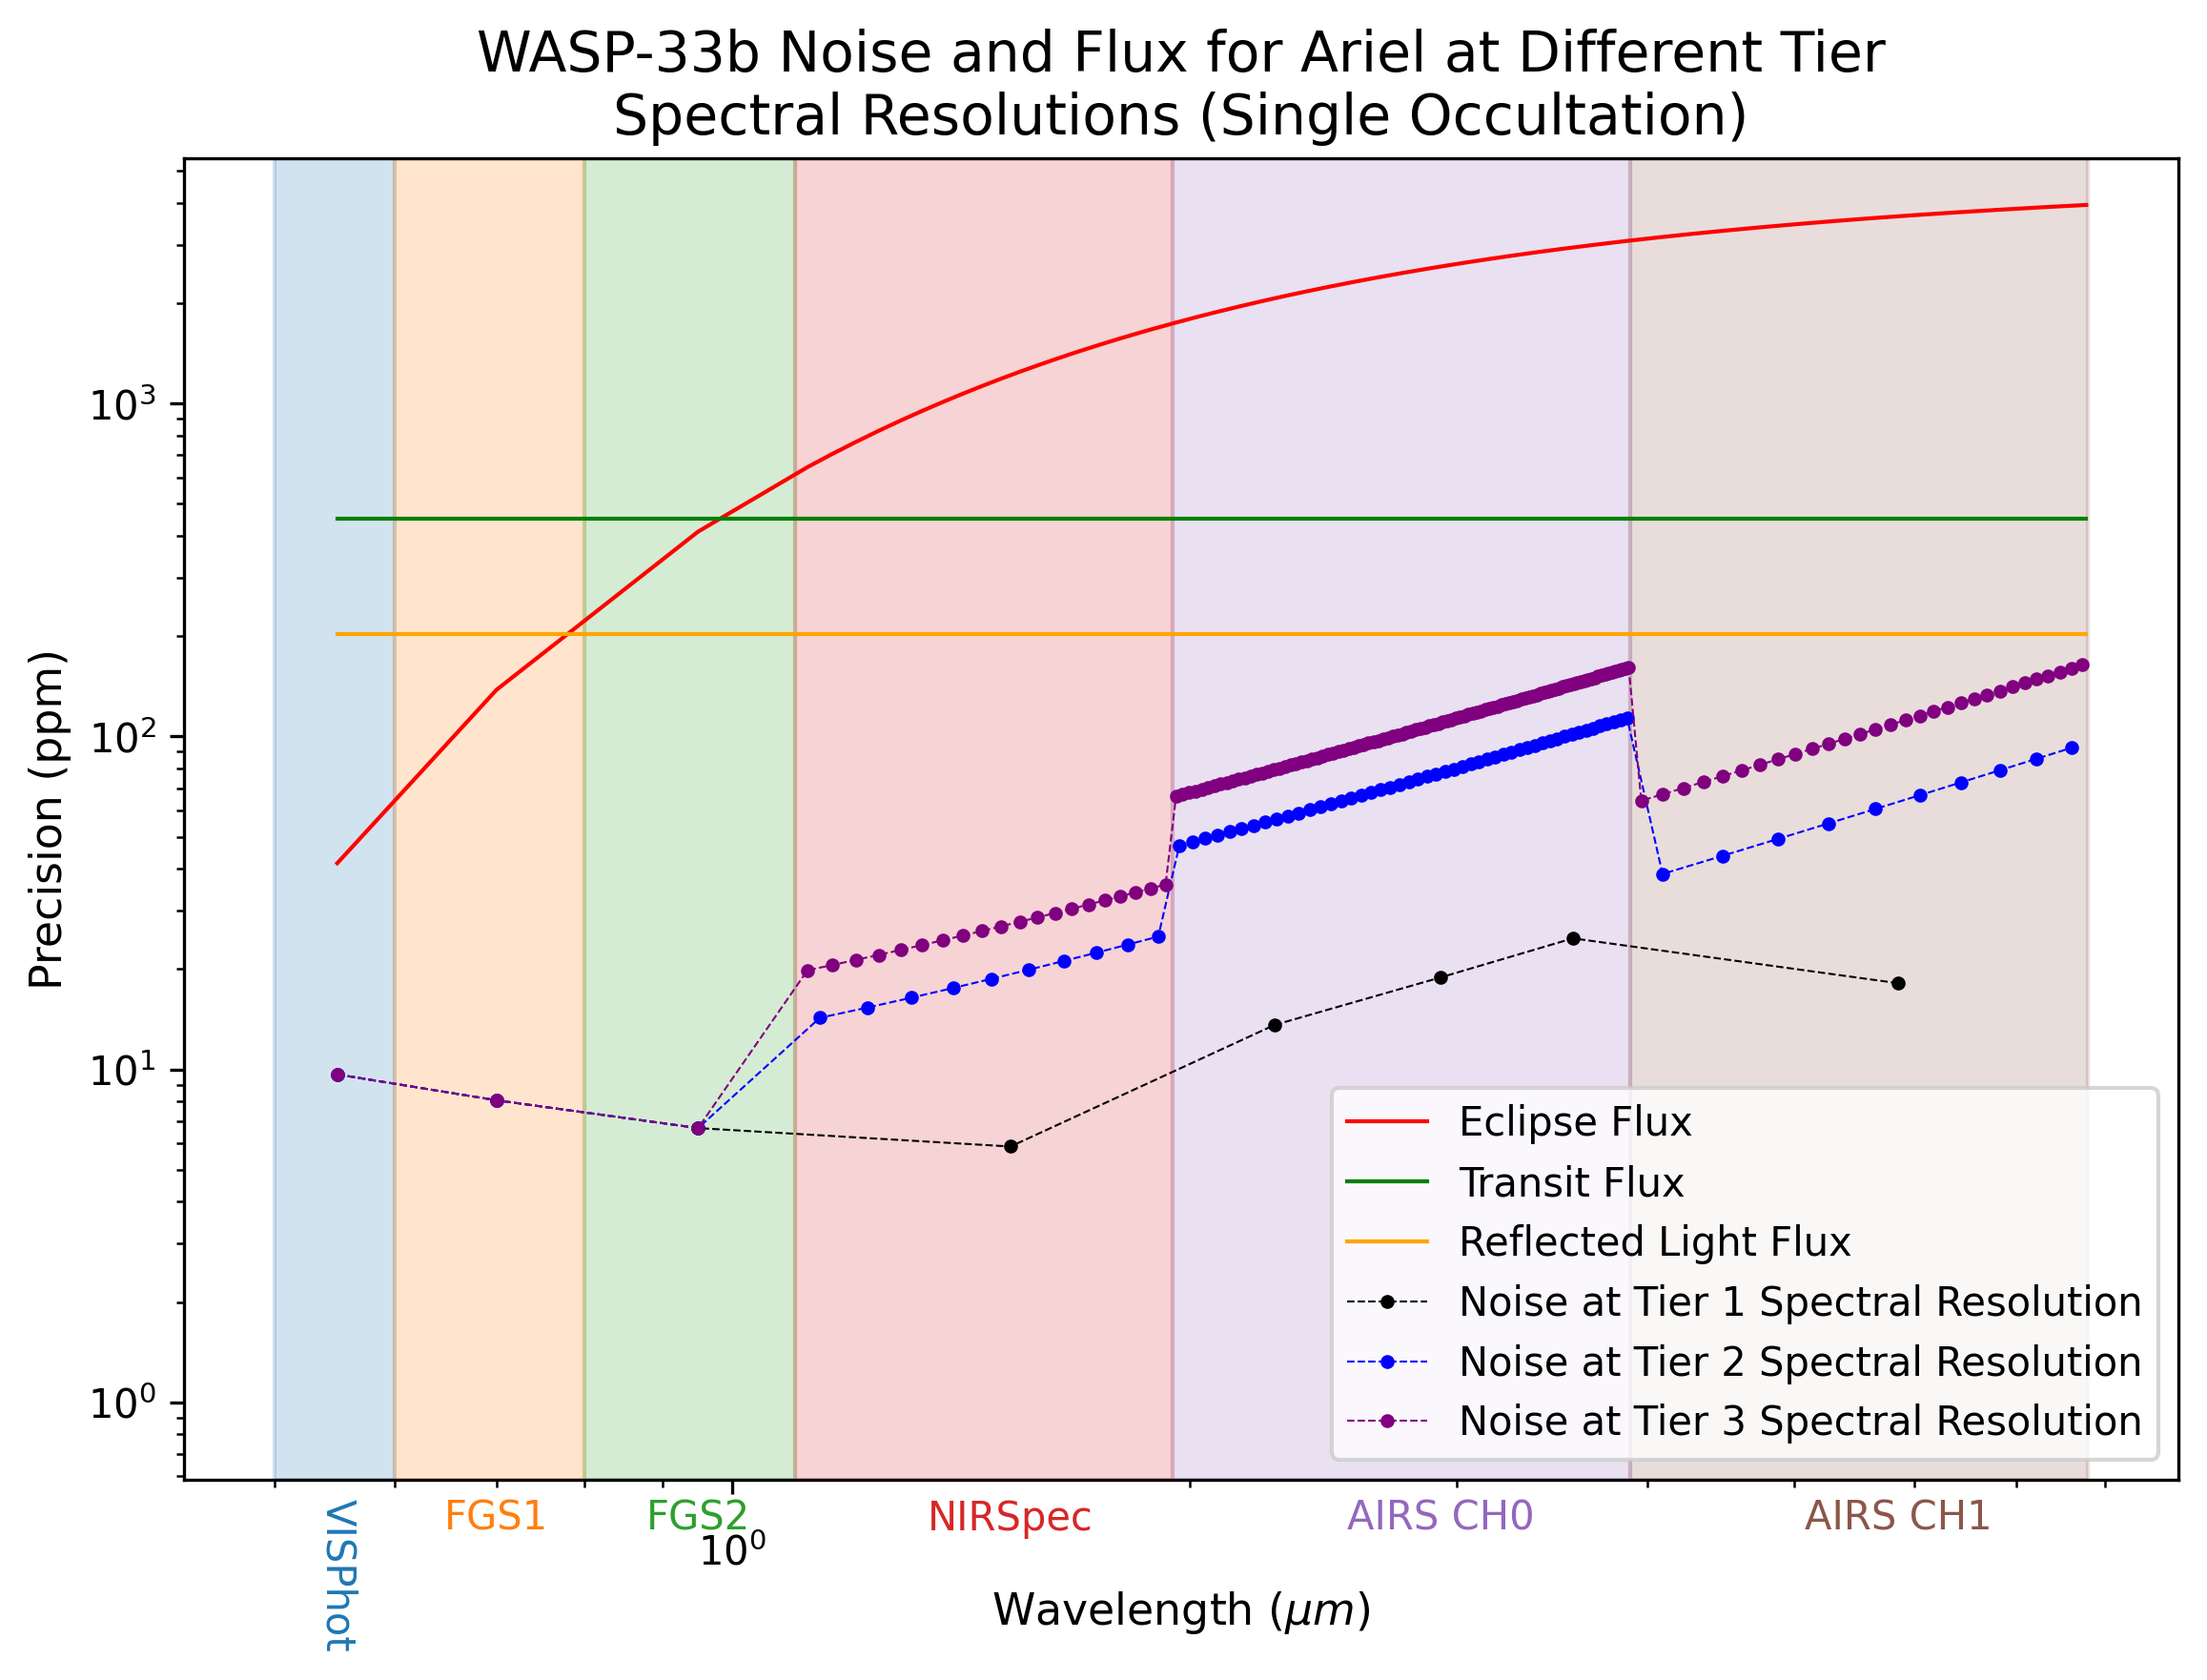 WASP-33b Noise and Flux for Ariel at Different Tier
Spectral Resolutions (Single Occultation)
Precision (ppm)
10³
10²
10¹
10⁰
Eclipse Flux
Transit Flux
Reflected Light Flux
Noise at Tier 1 Spectral Resolution
Noise at Tier 2 Spectral Resolution
Noise at Tier 3 Spectral Resolution
VISPhot
FGS1
FGS2
NIRSpec
AIRS CH0
AIRS CH1
10⁰
Wavelength (μm)